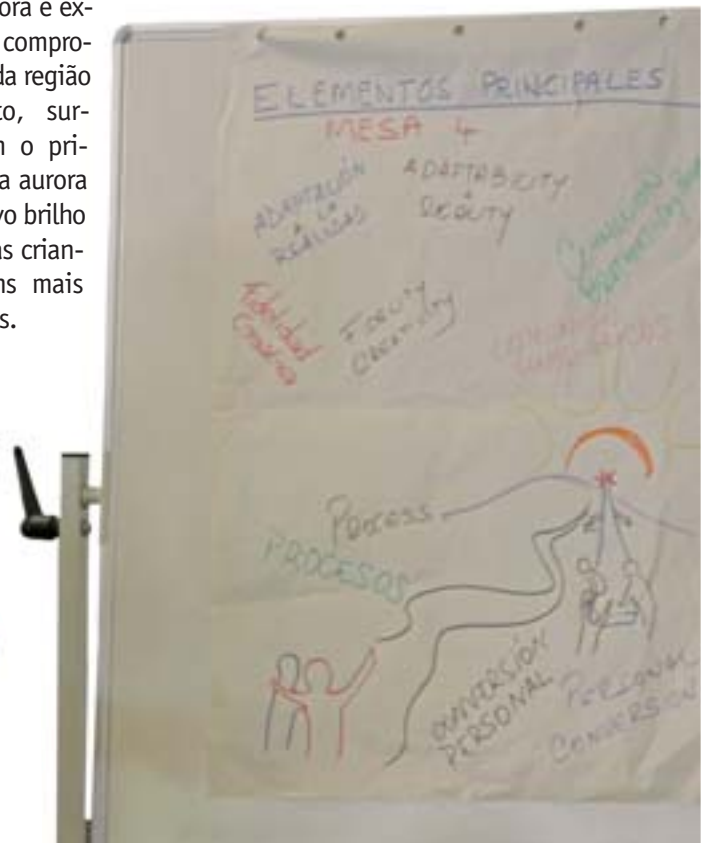 ora e ex-
compro-
da região
to, sur-
n o pri-
a aurora
vo brilho
as crian-
ns mais
s.
ELEMENTOS PRINCIPALES
MESA 4
ADAPTACIÓN
A LA
REALIDAD
ADAPTABILITY
A
REALITY
Fidelidad
FIDELITY
CREATIVITY
PROCESS
PROCESOS
CONVERSIÓN
PERSONAL
PERSONAL
CONVERSION